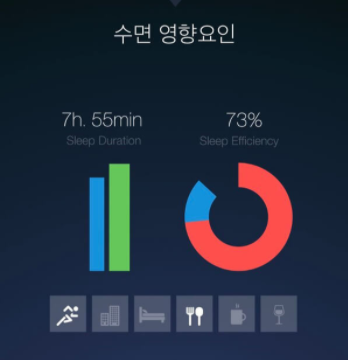 수면 영향요인
7h. 55min 73%
Sleep Duration Sleep Efficiency